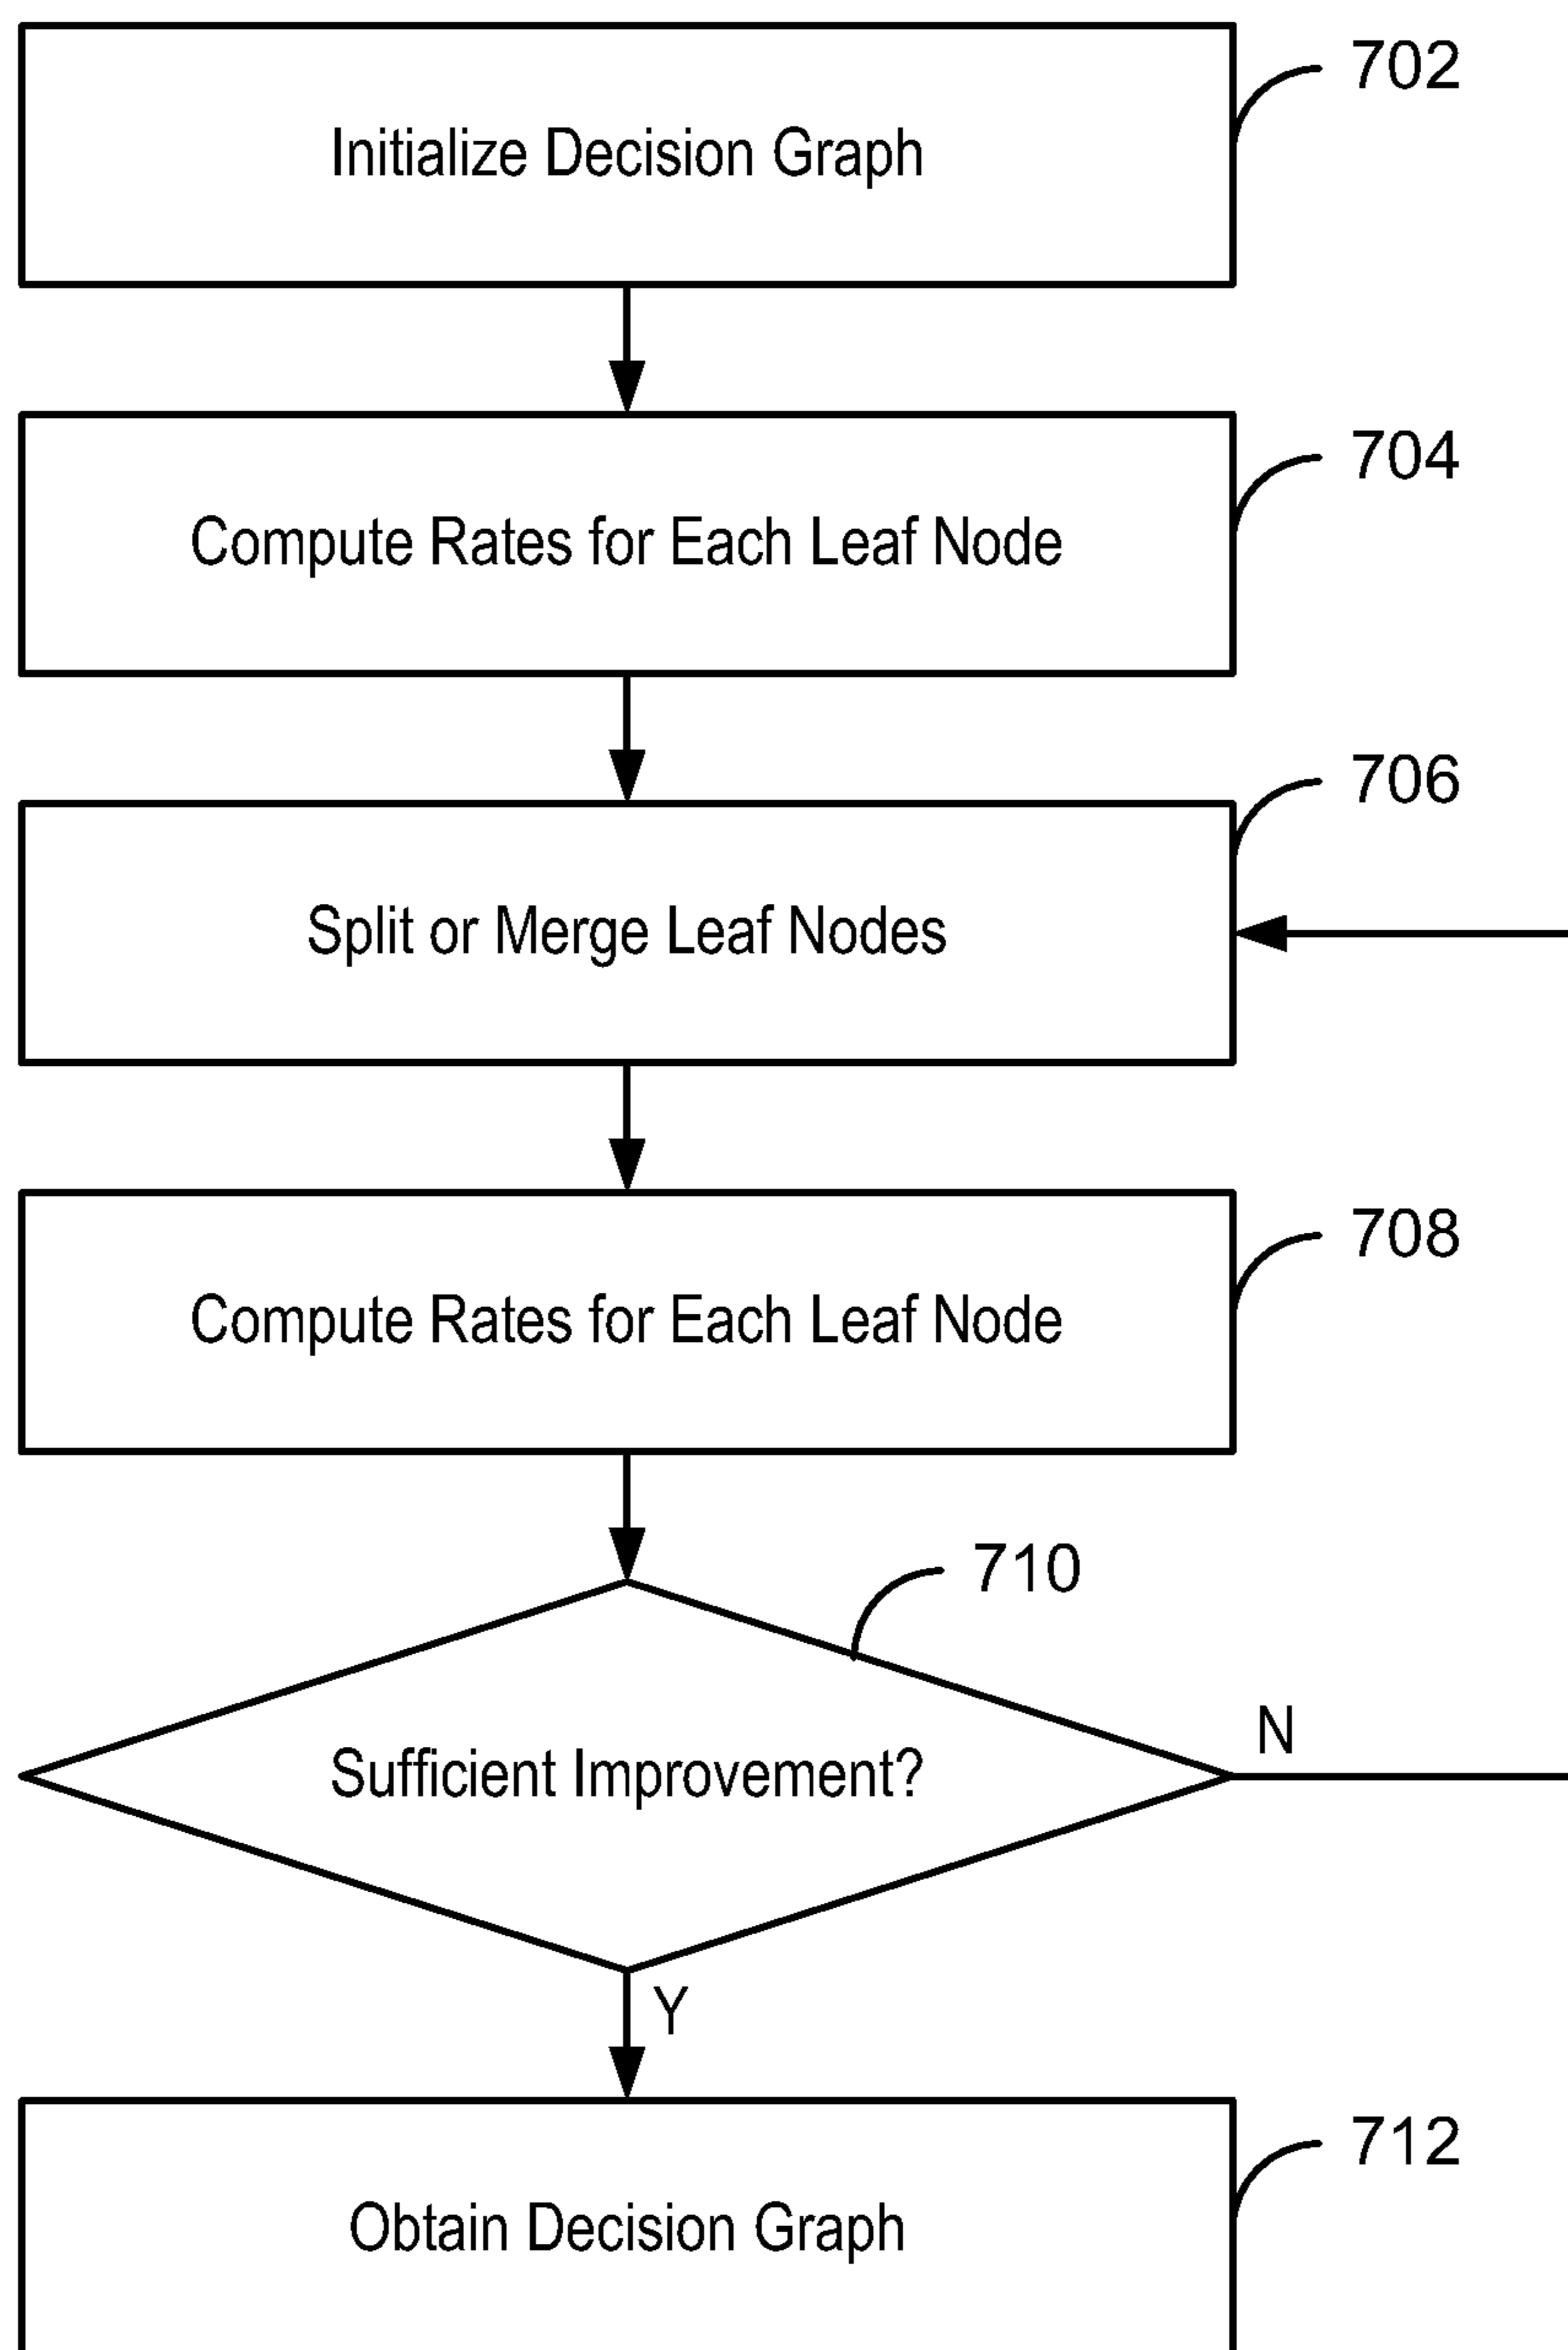 702
Initialize Decision Graph
704
Compute Rates for Each Leaf Node
706
Split or Merge Leaf Nodes
708
Compute Rates for Each Leaf Node
710
N
Sufficient Improvement?
Y
712
Obtain Decision Graph